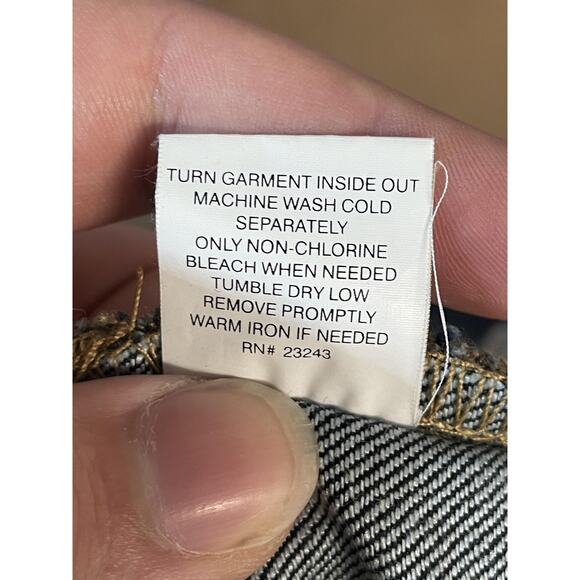 TURN GARMENT INSIDE OUT
MACHINE WASH COLD
SEPARATELY
ONLY NON-CHLORINE
BLEACH WHEN NEEDED
TUMBLE DRY LOW
REMOVE PROMPTLY
WARM IRON IF NEEDED
RN# 23243